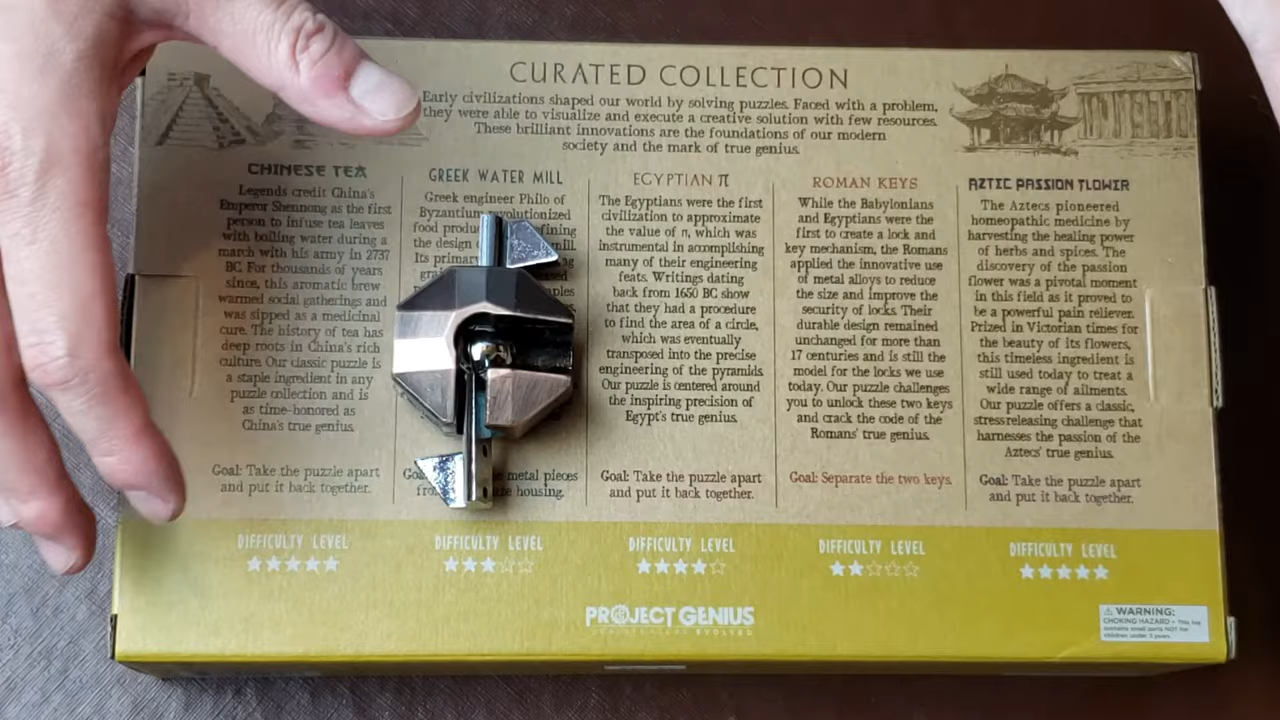 CURATED COLLECTION
Early civilizations shaped our world by solving puzzles. Faced with a problem,
they were able to visualize and execute a creative solution with few resources.
These brilliant innovations are the foundations of our modern
society and the mark of true genius.
CHINESE TEA
Legends credit China's
Emperor Shennong as the first
person to infuse tea leaves
with boiling water during a
march with his army in 2737
BC. For thousands of years
since, this aromatic brew
warmed social gatherings and
was sipped as a medicinal
cure. The history of tea has
deep roots in China's rich
culture. Our classic puzzle is
a staple ingredient in any
puzzle collection and is
as time-honored as
China's true genius.
Goal: Take the puzzle apart
and put it back together.
DIFFICULTY LEVEL
GREEK WATER MILL
Greek engineer Philo of
Byzantium
food
the design
Its
metal pieces
housing.
DIFFICULTY LEVEL
EGYPTIAN π
The Egyptians were the first
civilization to approximate
the value of π, which was
instrumental in accomplishing
many of their engineering
feats. Writings dating
back from 1650 BC show
that they had a procedure
to find the area of a circle,
which was eventually
transposed into the precise
engineering of the pyramids.
Our puzzle is centered around
the inspiring precision of
Egypt's true genius.
Goal: Take the puzzle apart
and put it back together.
DIFFICULTY LEVEL
ROMAN KEYS
While the Babylonians
and Egyptians were the
first to create a lock and
key mechanism, the Romans
applied the innovative use
of metal alloys to reduce
the size and improve the
security of locks. Their
durable design remained
unchanged for more than
17 centuries and is still the
model for the locks we use
today. Our puzzle challenges
you to unlock these two keys
and crack the code of the
Romans' true genius.
Goal: Separate the two keys.
DIFFICULTY LEVEL
AZTEC PASSION FLOWER
The Aztecs pioneered
homeopathic medicine by
harvesting the healing power
of herbs and spices. The
discovery of the passion
flower was a pivotal moment
in this field as it proved to
be a powerful pain reliever.
Prized in Victorian times for
the beauty of its flowers,
this timeless ingredient is
still used today to treat a
wide range of ailments.
Our puzzle offers a classic,
stress-releasing challenge that
harnesses the passion of the
Aztecs' true genius.
Goal: Take the puzzle apart
and put it back together.
DIFFICULTY LEVEL
PROJECT GENIUS
EVOLVED
WARNING:
CHOKING HAZARD - This toy
contains small parts NOT for
children under 3 years.